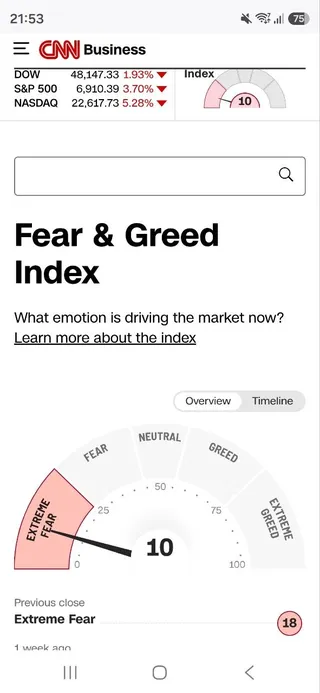 21:53
75
CNN Business
DOW 48,147.33 1.93%
S&P 500 6,910.39 3.70%
NASDAQ 22,617.73 5.28%
Index
10
Fear & Greed
Index
What emotion is driving the market now?
Learn more about the index
Overview Timeline
EXTREME
FEAR
FEAR
NEUTRAL
GREED
EXTREME
GREED
0
25
50
75
100
10
Previous close
Extreme Fear
18
1 week ago